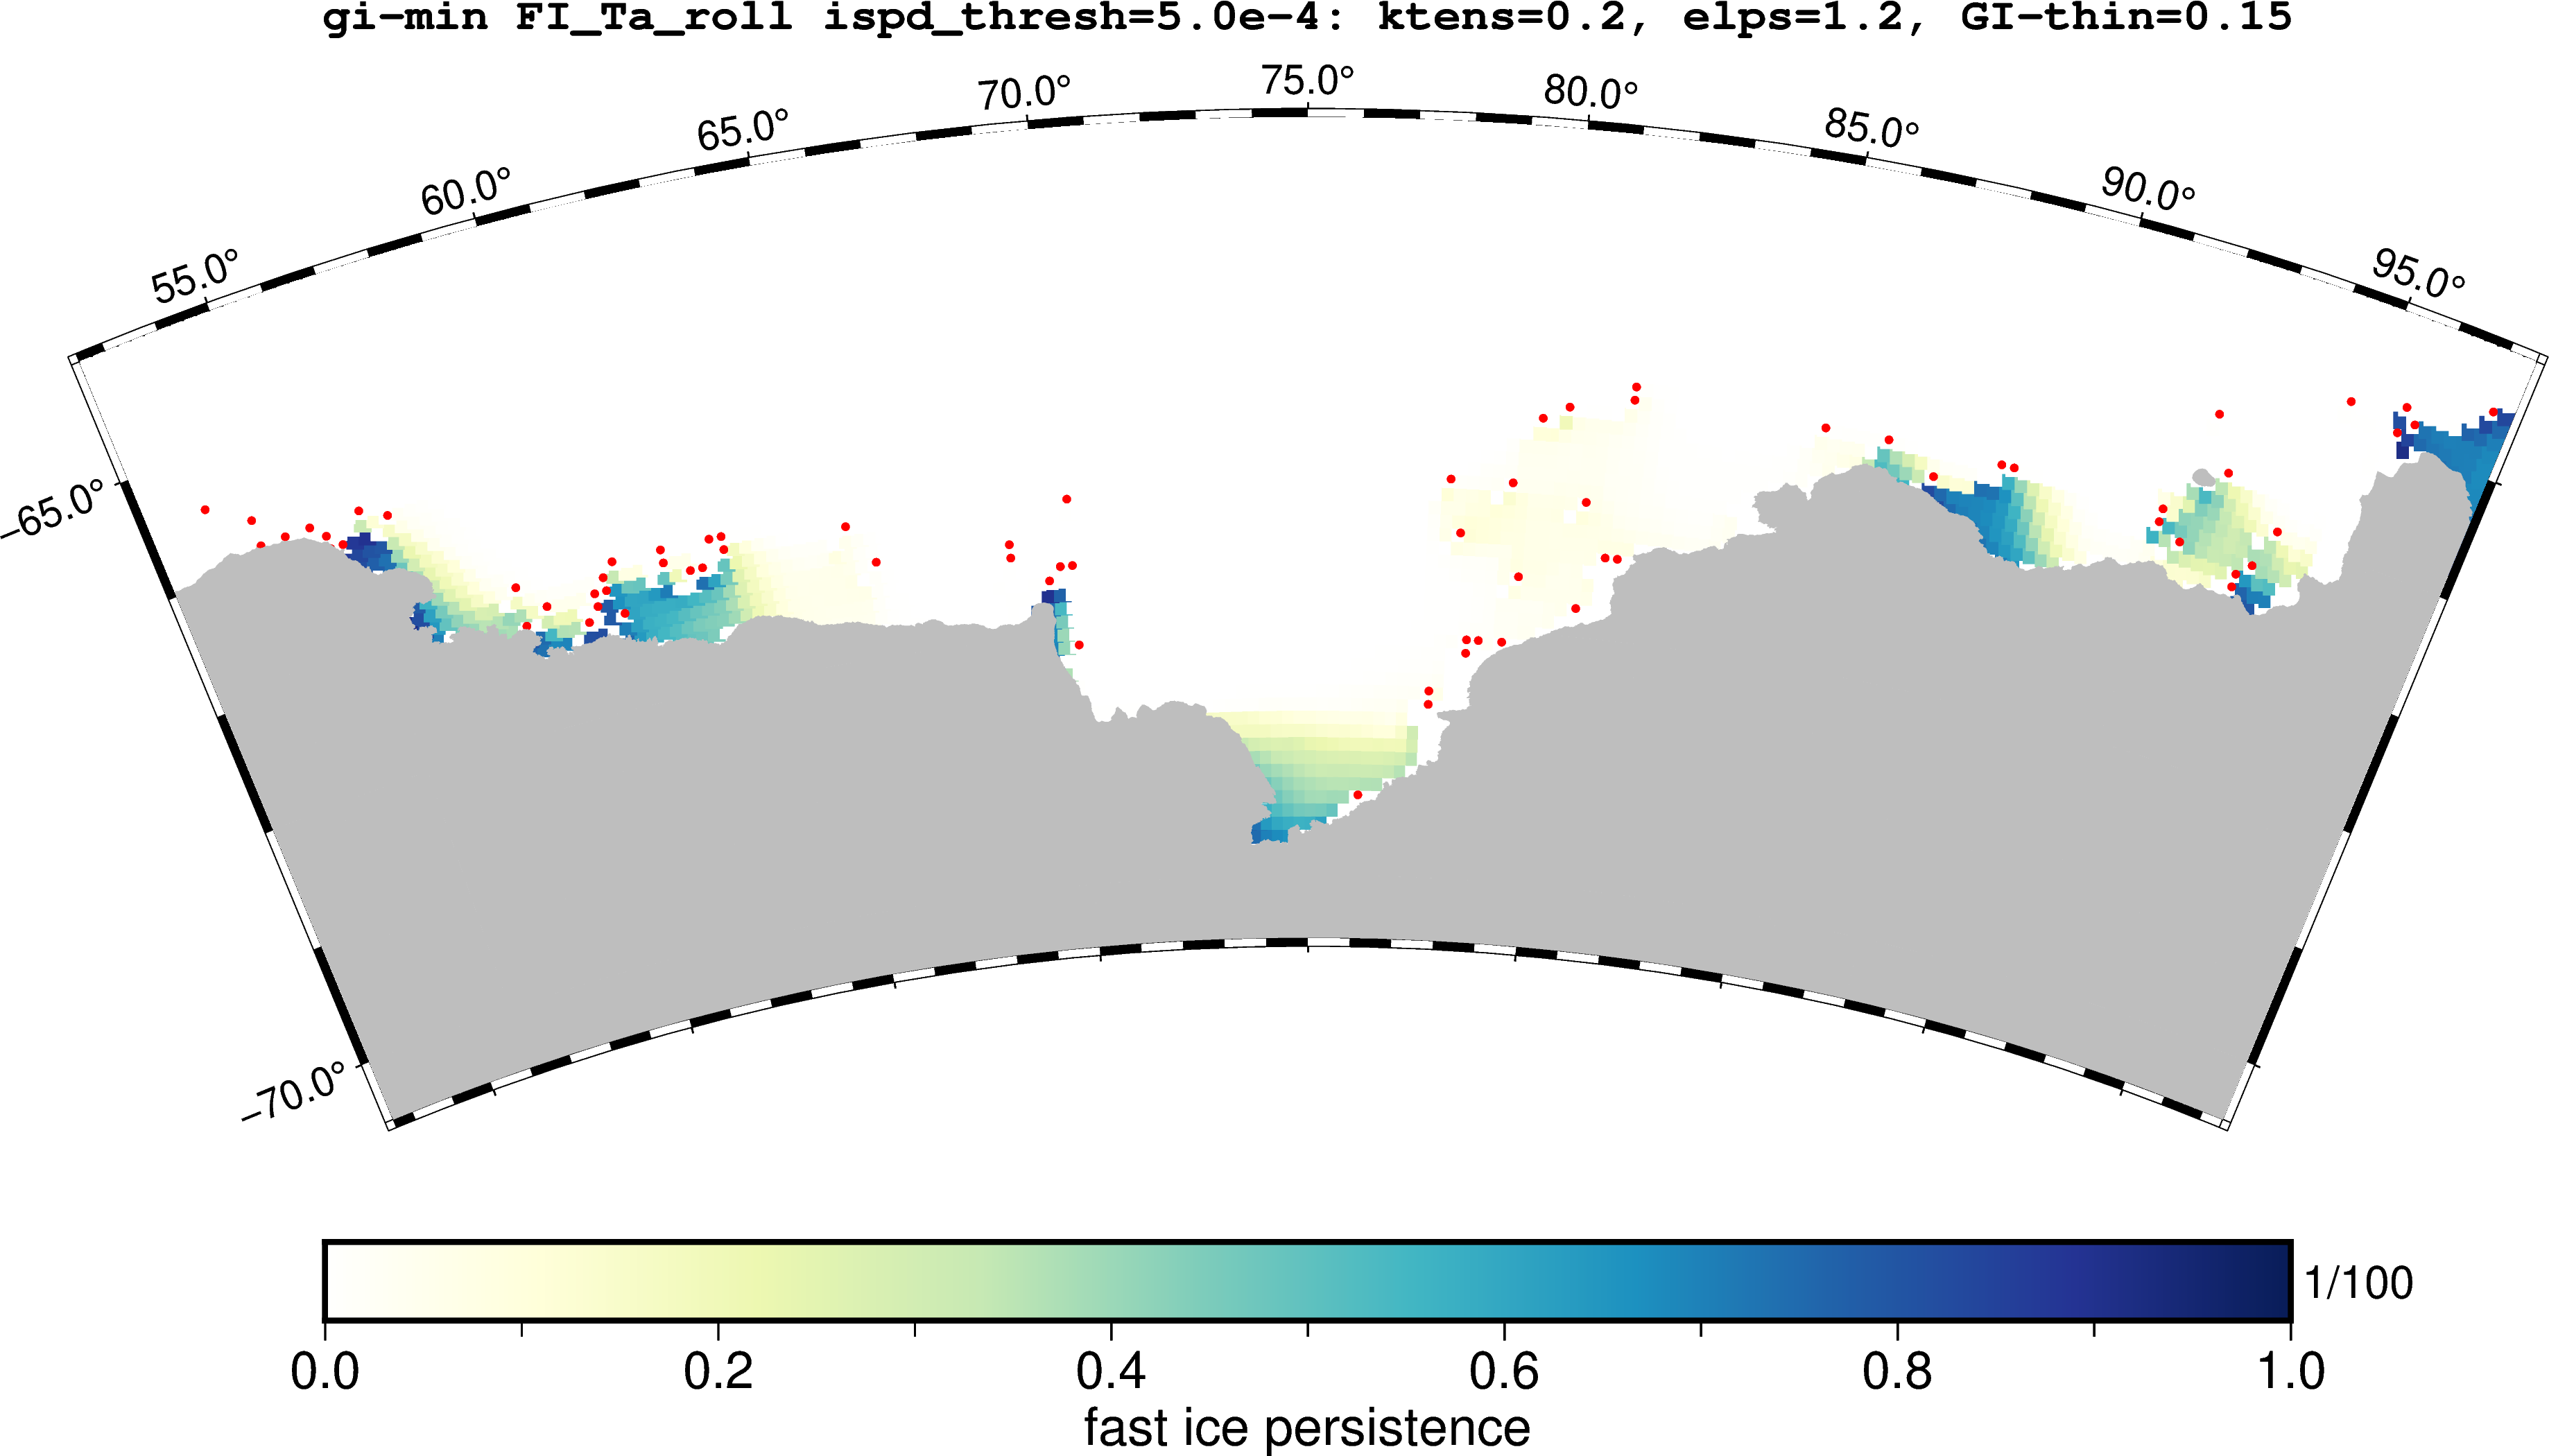 gi-min FI_Ta_roll ispd_thresh=5.0e-4: ktens=0.2, elps=1.2, GI-thin=0.15
55.0° 60.0° 65.0° 70.0° 75.0° 80.0° 85.0° 90.0° 95.0°
-65.0°
-70.0°
1/100
0.0 0.2 0.4 0.6 0.8 1.0
fast ice persistence